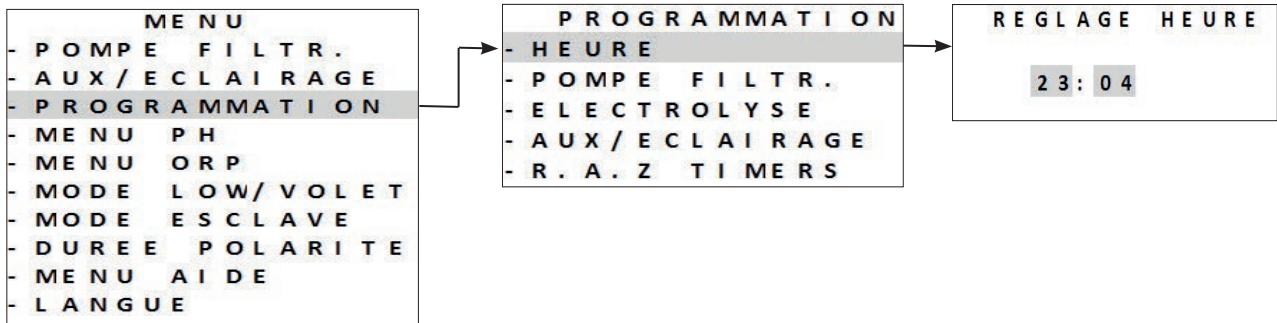 MENU
- POMPE FILTR.
- AUX/ECLAIRAGE
- PROGRAMMATION
- MENU PH
- MENU ORP
- MODE LOW/VOLET
- MODE ESCLAVE
- DUREE POLARITE
- MENU AIDE
- LANGUE
PROGRAMMATION
- HEURE
- POMPE FILTR.
- ELECTROLYSE
- AUX/ECLAIRAGE
- R.A.Z TIMERS
REGLAGE HEURE
23:04